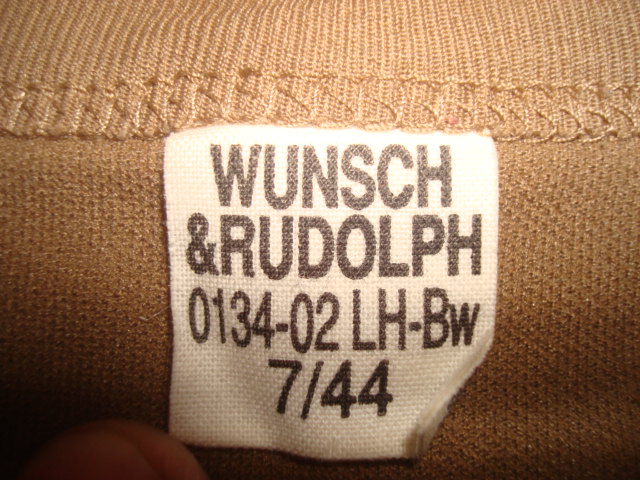 WUNSCH
&RUDOLPH
0134-02 LH-Bw
7/44